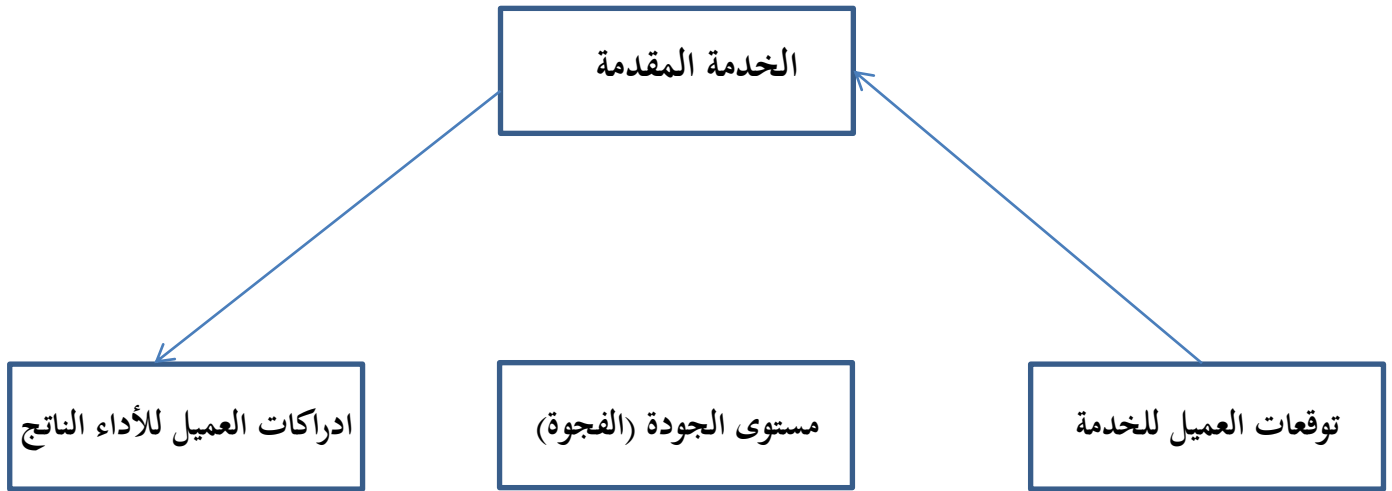 الخدمة المقدمة
توقعات العميل للخدمة
مستوى الجودة (الفجوة)
ادراكات العميل للأداء الناتج